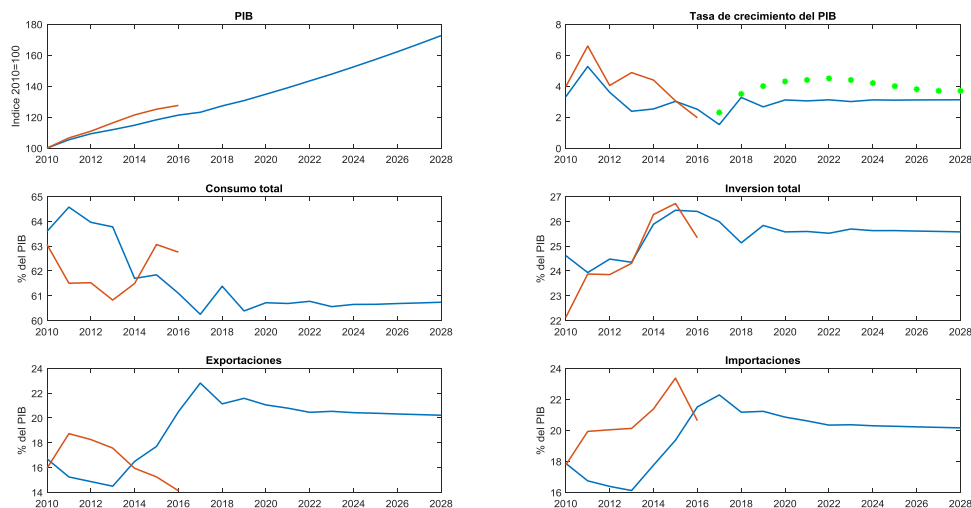 PIB
Indice 2010=100
180
160
140
120
100
2010 2012 2014 2016 2018 2020 2022 2024 2026 2028
Tasa de crecimiento del PIB
8
6
4
2
0
2010 2012 2014 2016 2018 2020 2022 2024 2026 2028
Consumo total
% del PIB
65
64
63
62
61
60
2010 2012 2014 2016 2018 2020 2022 2024 2026 2028
Inversion total
% del PIB
27
26
25
24
23
22
2010 2012 2014 2016 2018 2020 2022 2024 2026 2028
Exportaciones
% del PIB
24
22
20
18
16
14
2010 2012 2014 2016 2018 2020 2022 2024 2026 2028
Importaciones
% del PIB
24
22
20
18
16
2010 2012 2014 2016 2018 2020 2022 2024 2026 2028